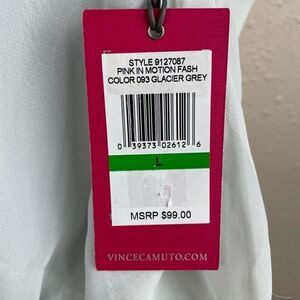 STYLE 9127087
PINK IN MOTION FASH
COLOR 093 GLACIER GREY
0 39373 02612 6
L
MSRP $99.00
VINCECAMUTO.COM